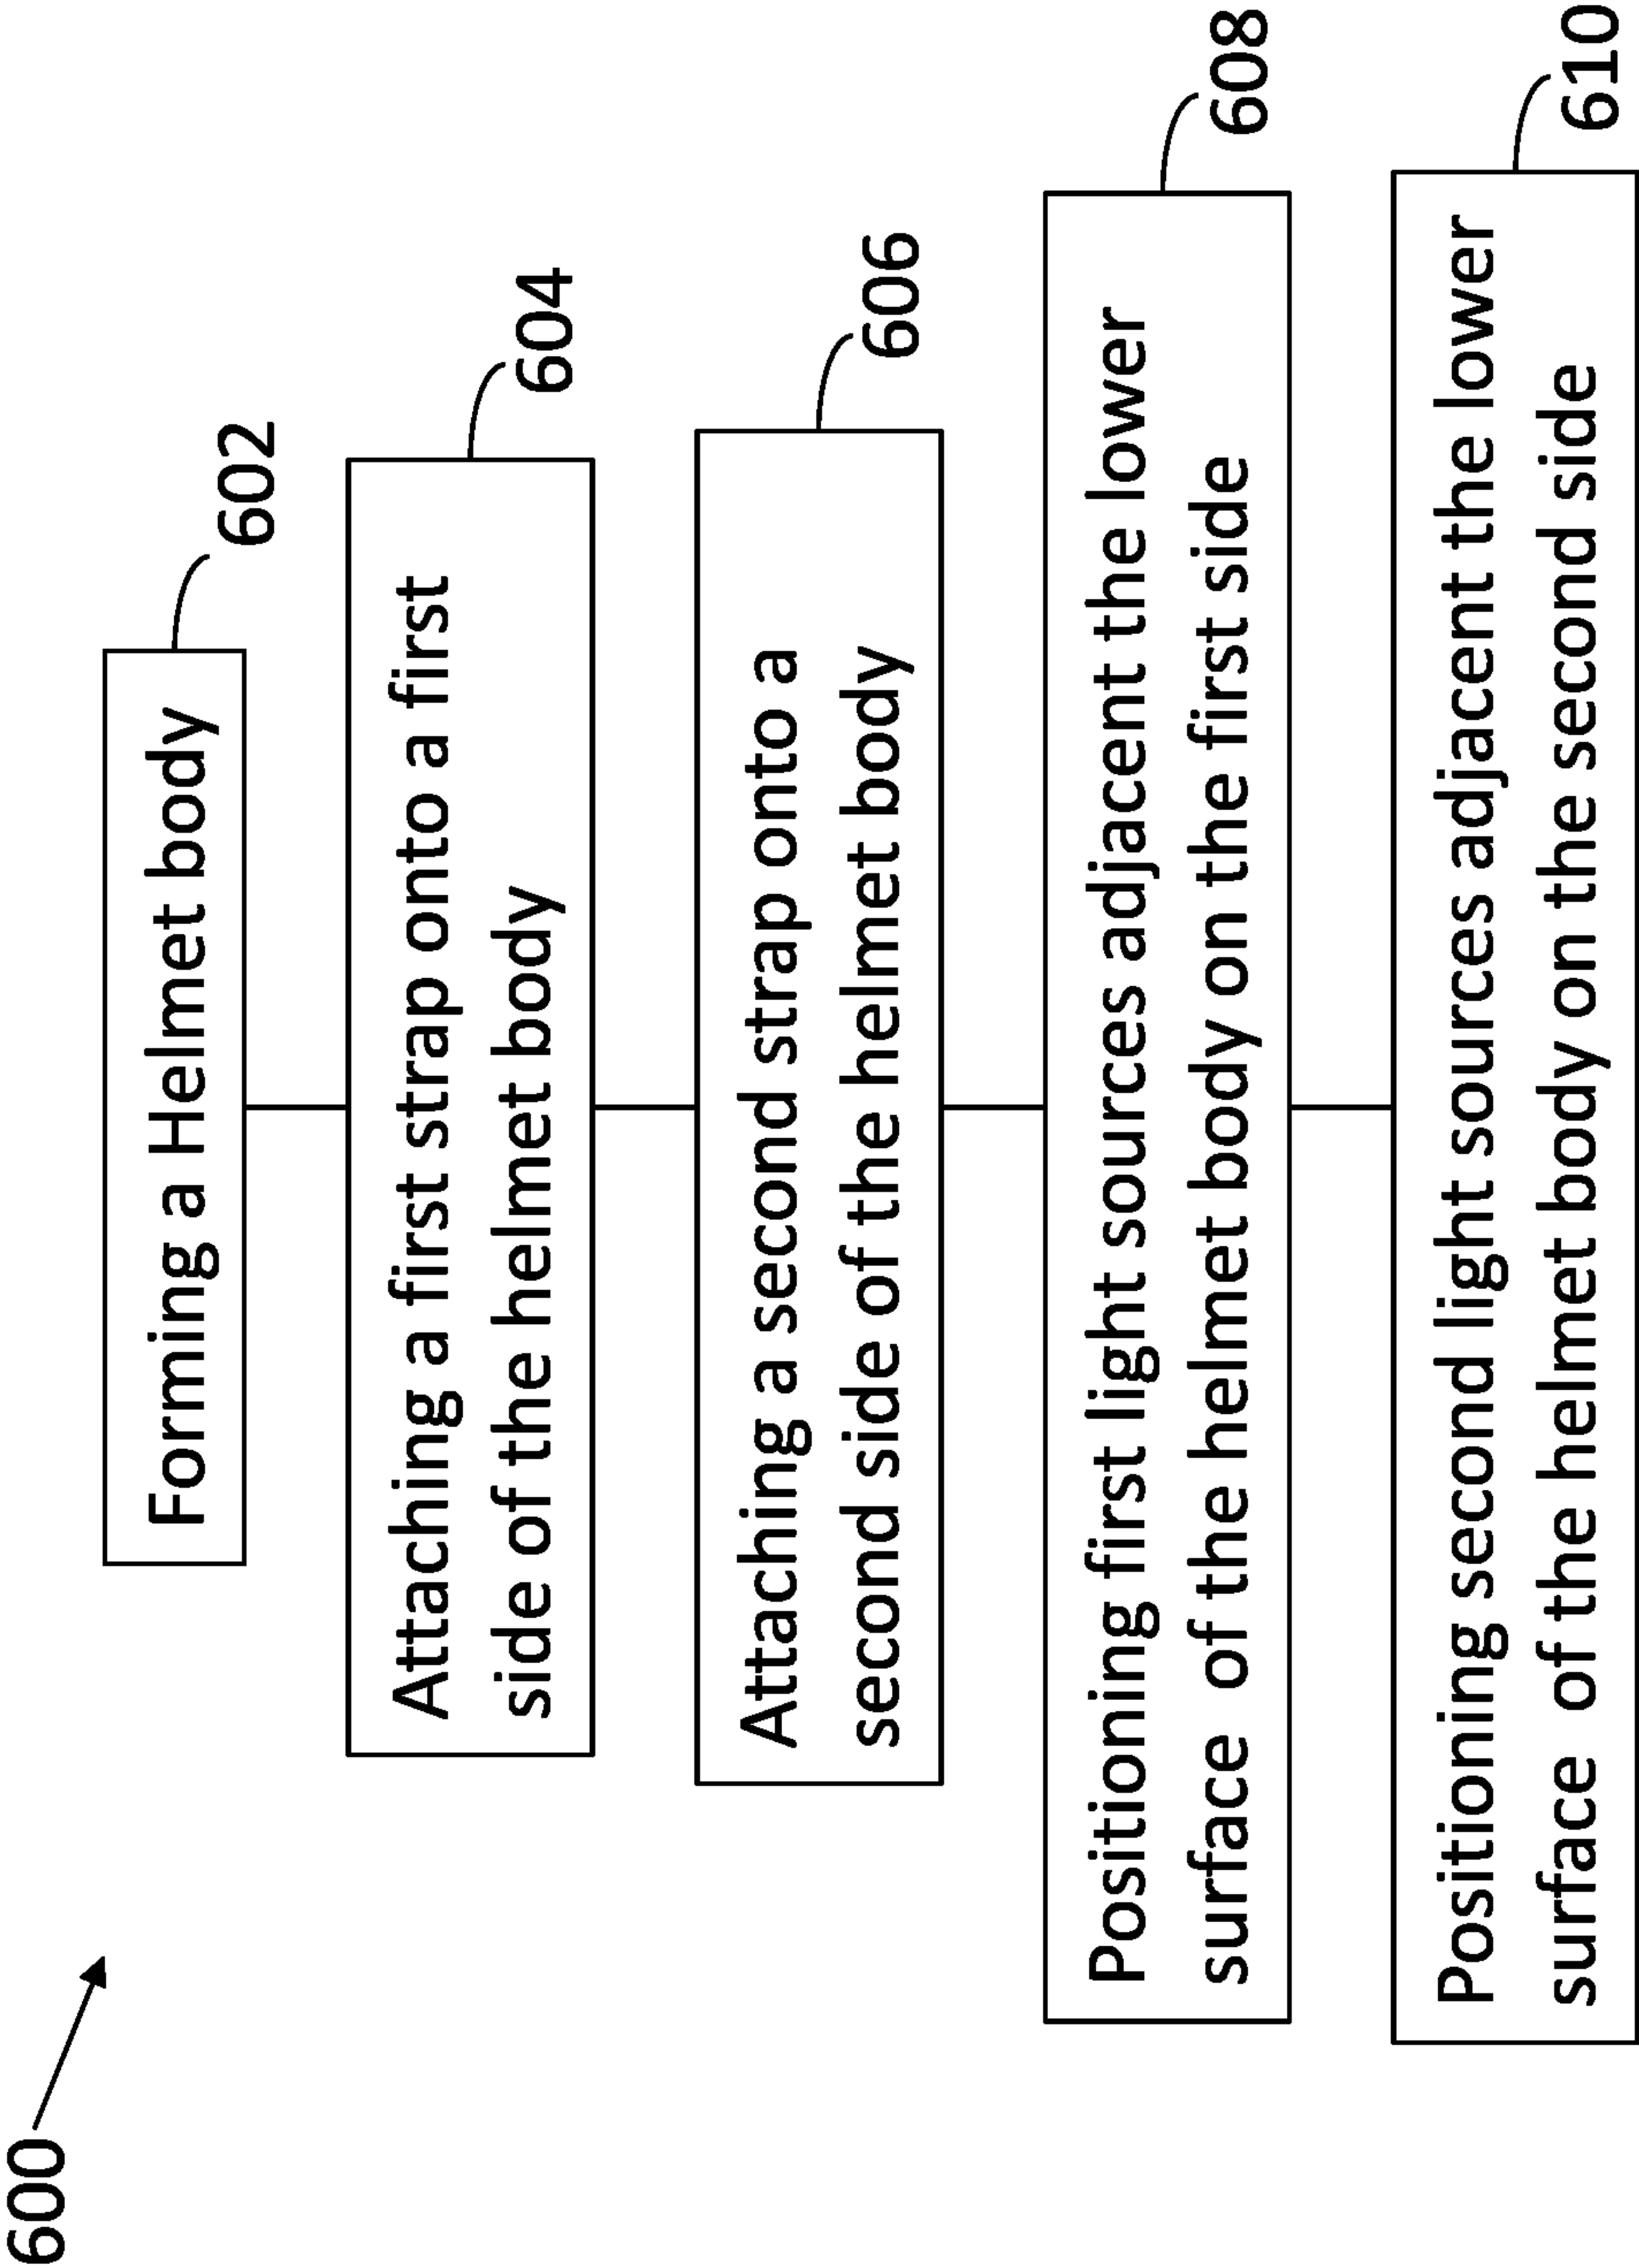 600
Forming a Helmet body
602
Attaching a first strap onto a first
side of the helmet body
604
Attaching a second strap onto a
second side of the helmet body
606
Positioning first light sources adjacent the lower
surface of the helmet body on the first side
608
Positioning second light sources adjacent the lower
surface of the helmet body on the second side
610